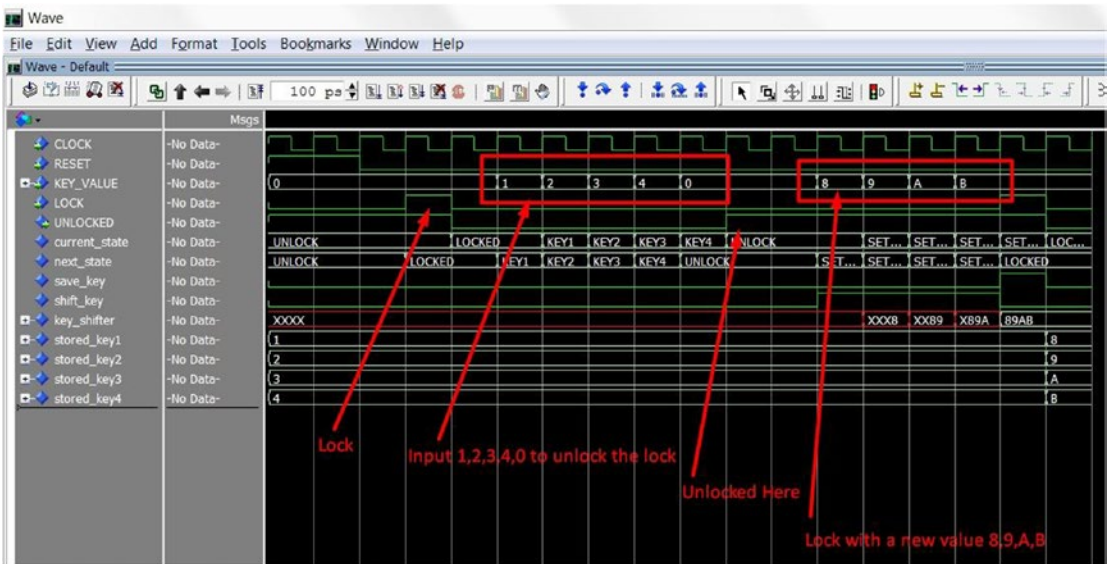 Wave
File Edit View Add Format Tools Bookmarks Window Help
Wave - Default
100 ps
Msgs
CLOCK -No Data-
RESET -No Data-
KEY_VALUE -No Data- 0 1 2 3 4 0 8 9 A B
LOCK -No Data-
UNLOCKED -No Data-
current_state -No Data- UNLOCK LOCKED KEY1 KEY2 KEY3 KEY4 UNLOCK SET... SET... SET... SET... LOC...
next_state -No Data- UNLOCK LOCKED KEY1 KEY2 KEY3 KEY4 UNLOCK SET... SET... SET... SET... LOCKED
save_key -No Data-
shift_key -No Data-
key_shifter -No Data- XXXX XXX8 XX89 X89A 89AB
stored_key1 -No Data- 1 8
stored_key2 -No Data- 2 9
stored_key3 -No Data- 3 A
stored_key4 -No Data- 4 B
Lock
Input 1,2,3,4,0 to unlock the lock
Unlocked Here
Lock with a new value 8,9,A,B